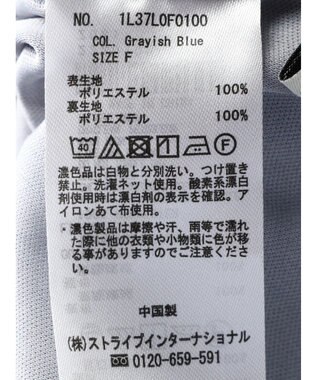 NO. 1L37L0F0100
COL. Grayish Blue
SIZE F
表生地
ポリエステル 100%
裏生地
ポリエステル 100%
40 F
濃色品は白物と分別洗い。つけ置き
禁止。洗濯ネット使用。酸素系漂白
剤使用時は漂白剤の表示を確認。ア
イロンあて布使用。
・濃色製品は摩擦や汗、雨等で濡れ
た際に他の衣類や小物類に色が移
る事がありますのでご注意くださ
い。
中国製
(株)ストライプインターナショナル
0120-659-591